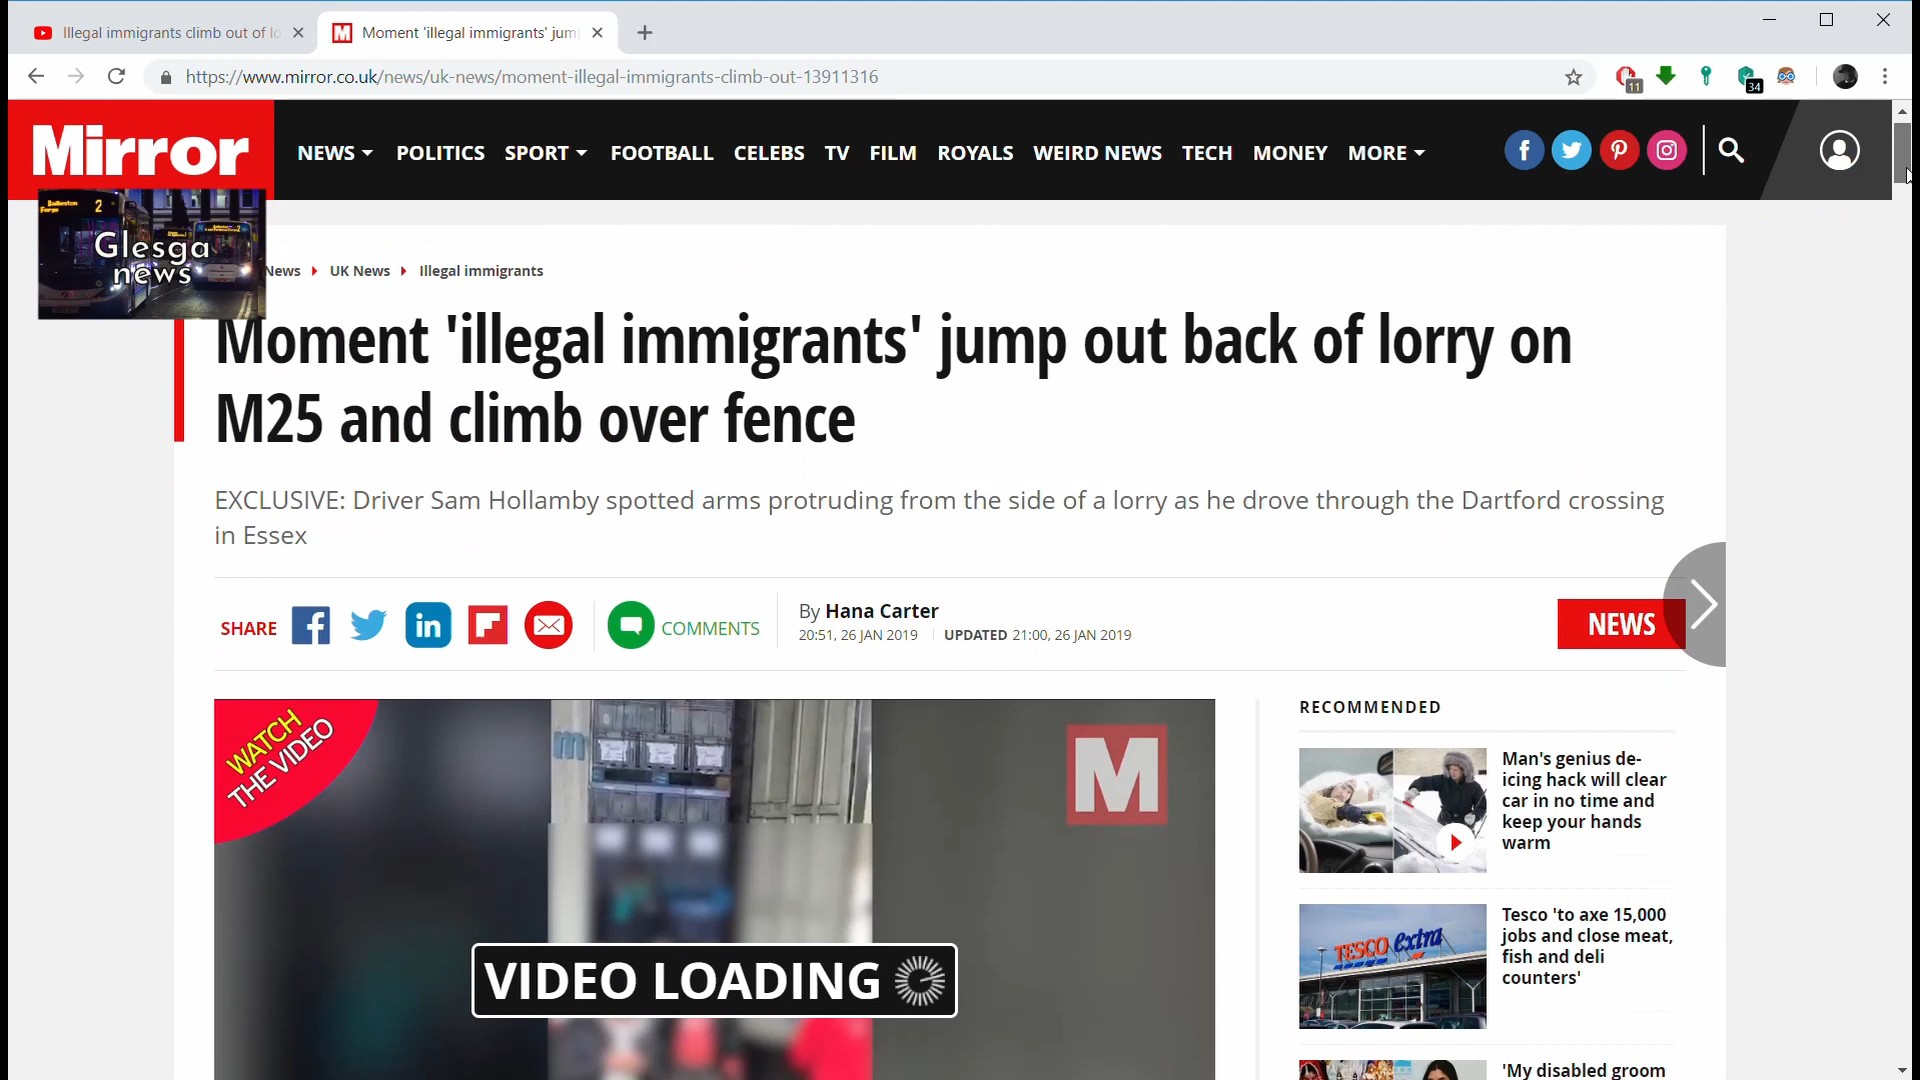 Illegal immigrants climb out of lo
Moment 'illegal immigrants' jum
https://www.mirror.co.uk/news/uk-news/moment-illegal-immigrants-climb-out-13911316
11
34
Mirror
NEWS
POLITICS
SPORT
FOOTBALL
CELEBS
TV
FILM
ROYALS
WEIRD NEWS
TECH
MONEY
MORE
Bailieston
Forge
2
Glesga
news
News
UK News
Illegal immigrants
Moment 'illegal immigrants' jump out back of lorry on
M25 and climb over fence
EXCLUSIVE: Driver Sam Hollamby spotted arms protruding from the side of a lorry as he drove through the Dartford crossing
in Essex
SHARE
COMMENTS
By Hana Carter
20:51, 26 JAN 2019
UPDATED 21:00, 26 JAN 2019
NEWS
WATCH
THE VIDEO
m
M
VIDEO LOADING
RECOMMENDED
Man's genius de-
icing hack will clear
car in no time and
keep your hands
warm
TESCO extra
Tesco 'to axe 15,000
jobs and close meat,
fish and deli
counters'
'My disabled groom